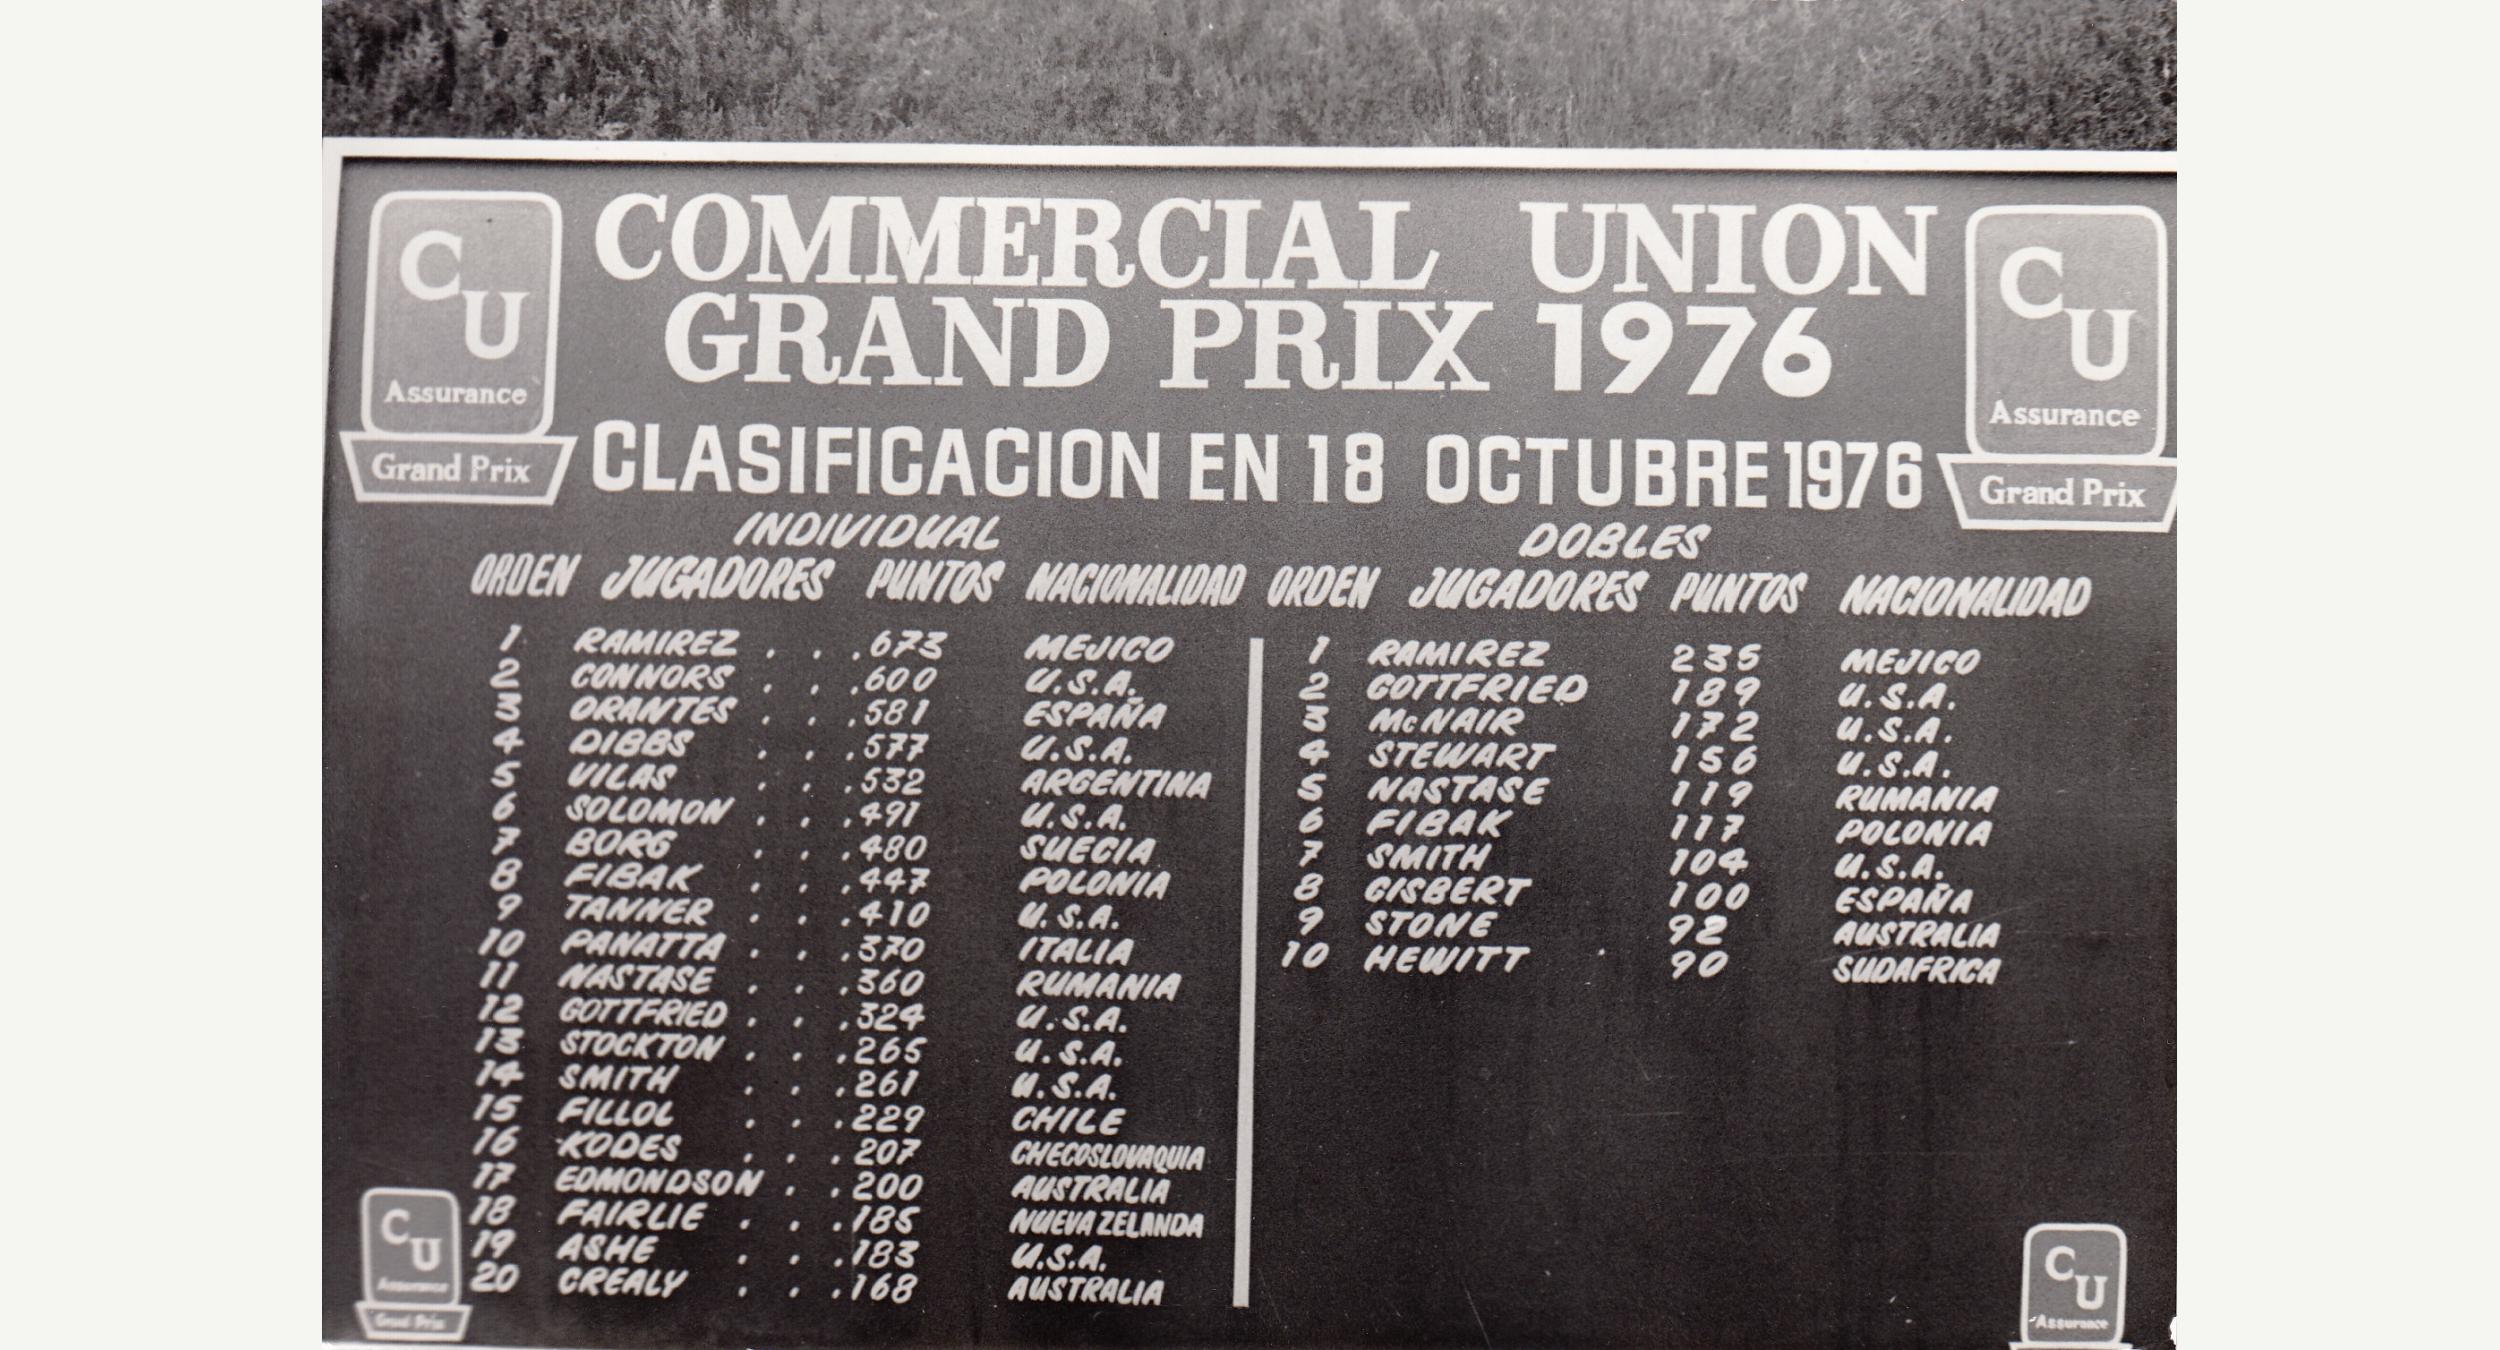 CU
Assurance
Grand Prix
COMMERCIAL UNION
GRAND PRIX 1976
CU
Assurance
Grand Prix
CLASIFICACION EN 18 OCTUBRE 1976
INDIVIDUAL
ORDEN JUGADORES PUNTOS NACIONALIDAD
1 RAMIREZ . . . 673 MEJICO
2 CONNORS . . . 600 U.S.A.
3 ORANTES . . . 581 ESPAÑA
4 DIBBS . . . 577 U.S.A.
5 VILAS . . . 532 ARGENTINA
6 SOLOMON . . . 491 U.S.A.
7 BORG . . . 480 SUECIA
8 FIBAK . . . 447 POLONIA
9 TANNER . . . 410 U.S.A.
10 PANATTA . . . 370 ITALIA
11 NASTASE . . . 360 RUMANIA
12 GOTTFRIED . . . 324 U.S.A.
13 STOCKTON . . . 265 U.S.A.
14 SMITH . . . 261 U.S.A.
15 FILLOL . . . 229 CHILE
16 KODES . . . 207 CHECOSLOVAQUIA
17 EDMONDSON . . . 200 AUSTRALIA
18 FAIRLIE . . . 185 NUEVA ZELANDA
19 ASHE . . . 183 U.S.A.
20 CREALY . . . 168 AUSTRALIA
DOBLES
ORDEN JUGADORES PUNTOS NACIONALIDAD
1 RAMIREZ 235 MEJICO
2 GOTTFRIED 189 U.S.A.
3 McNAIR 172 U.S.A.
4 STEWART 156 U.S.A.
5 NASTASE 119 RUMANIA
6 FIBAK 117 POLONIA
7 SMITH 104 U.S.A.
8 GISBERT 100 ESPAÑA
9 STONE 92 AUSTRALIA
10 HEWITT 90 SUDAFRICA
CU
Assurance
Grand Prix
CU
Assurance